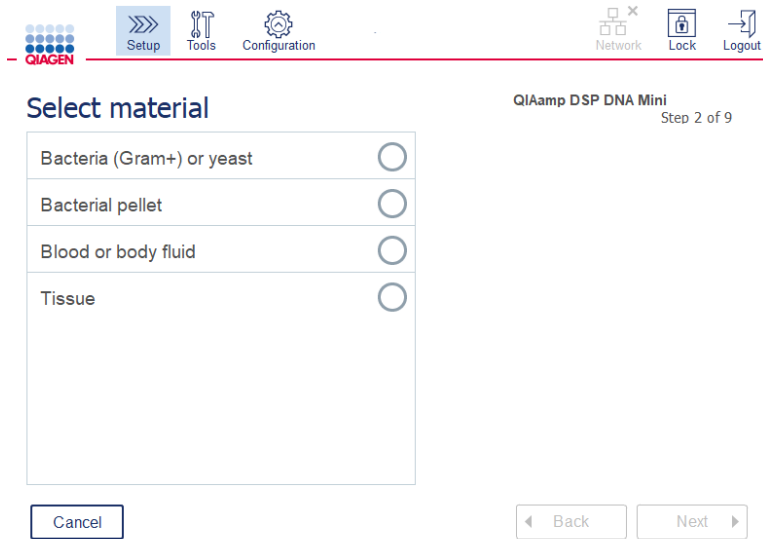 Setup
Tools
Configuration
Network
Lock
Logout
QIAGEN
Select material
QIAamp DSP DNA Mini
Step 2 of 9
Bacteria (Gram+) or yeast
Bacterial pellet
Blood or body fluid
Tissue
Cancel
Back
Next